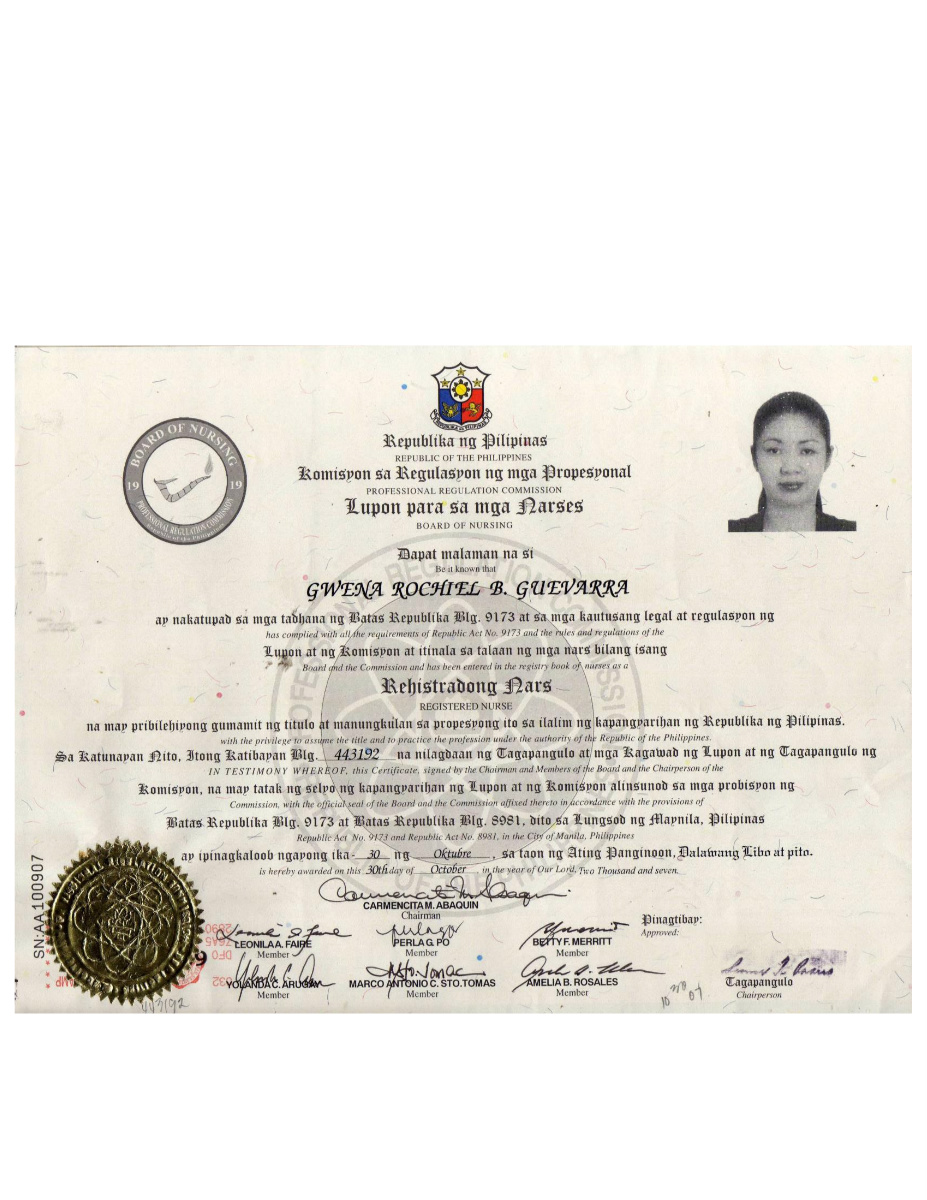 Republika ng Pilipinas
REPUBLIC OF THE PHILIPPINES
Komisyon sa Regulasyon ng mga Propesyonal
PROFESSIONAL REGULATION COMMISSION
Lupon para sa mga Narses
BOARD OF NURSING
BOARD OF NURSING
19 19
PROFESSIONAL REGULATION COMMISSION
Republic of the Philippines
Dapat malaman na si
Be it known that
GWENA ROCHIEL B. GUEVARRA
ay nakatupad sa mga tadhana ng Batas Republika Blg. 9173 at sa mga kautusang legal at regulasyon ng
has complied with all the requirements of Republic Act No. 9173 and the rules and regulations of the
Lupon at ng Komisyon at itinala sa talaan ng mga nars bilang isang
Board and the Commission and has been entered in the registry book of nurses as a
Rehistradong Nars
REGISTERED NURSE
na may pribilehiyong gumamit ng titulo at manungkulan sa propesyong ito sa ilalim ng kapangyarihan ng Republika ng Pilipinas.
with the privilege to assume the title and to practice the profession under the authority of the Republic of the Philippines.
Sa Katunayan Nito, Itong Katibayan Blg. 443192 na nilagdaan ng Tagapangulo at mga Kagawad ng Lupon at ng Tagapangulo ng
IN TESTIMONY WHEREOF, this Certificate, signed by the Chairman and Members of the Board and the Chairperson of the
Komisyon, na may tatak ng selyo ng kapangyarihan ng Lupon at ng Komisyon alinsunod sa mga probisyon ng
Commission, with the official seal of the Board and the Commission affixed thereto in accordance with the provisions of
Batas Republika Blg. 9173 at Batas Republika Blg. 8981, dito sa Lungsod ng Maynila, Pilipinas
Republic Act No. 9173 and Republic Act No. 8981, in the City of Manila, Philippines
ay ipinagkaloob ngayong ika- 30 ng Oktubre , sa taon ng Ating Panginoon, Dalawang Libo at pito.
is hereby awarded on this 30th day of October , in the year of Our Lord, Two Thousand and seven.
CARMENCITA M. ABAQUIN
Chairman
LEONILA A. FAIRE PERLA G. PO BETTY F. MERRITT
Member Member Member
Pinagtibay:
Approved:
YOLANDA C. ARUGAN MARCO ANTONIO C. STO.TOMAS AMELIA B. ROSALES
Member Member Member
Tagapangulo
Chairperson
SN:AA 100907
443192
10 30 07